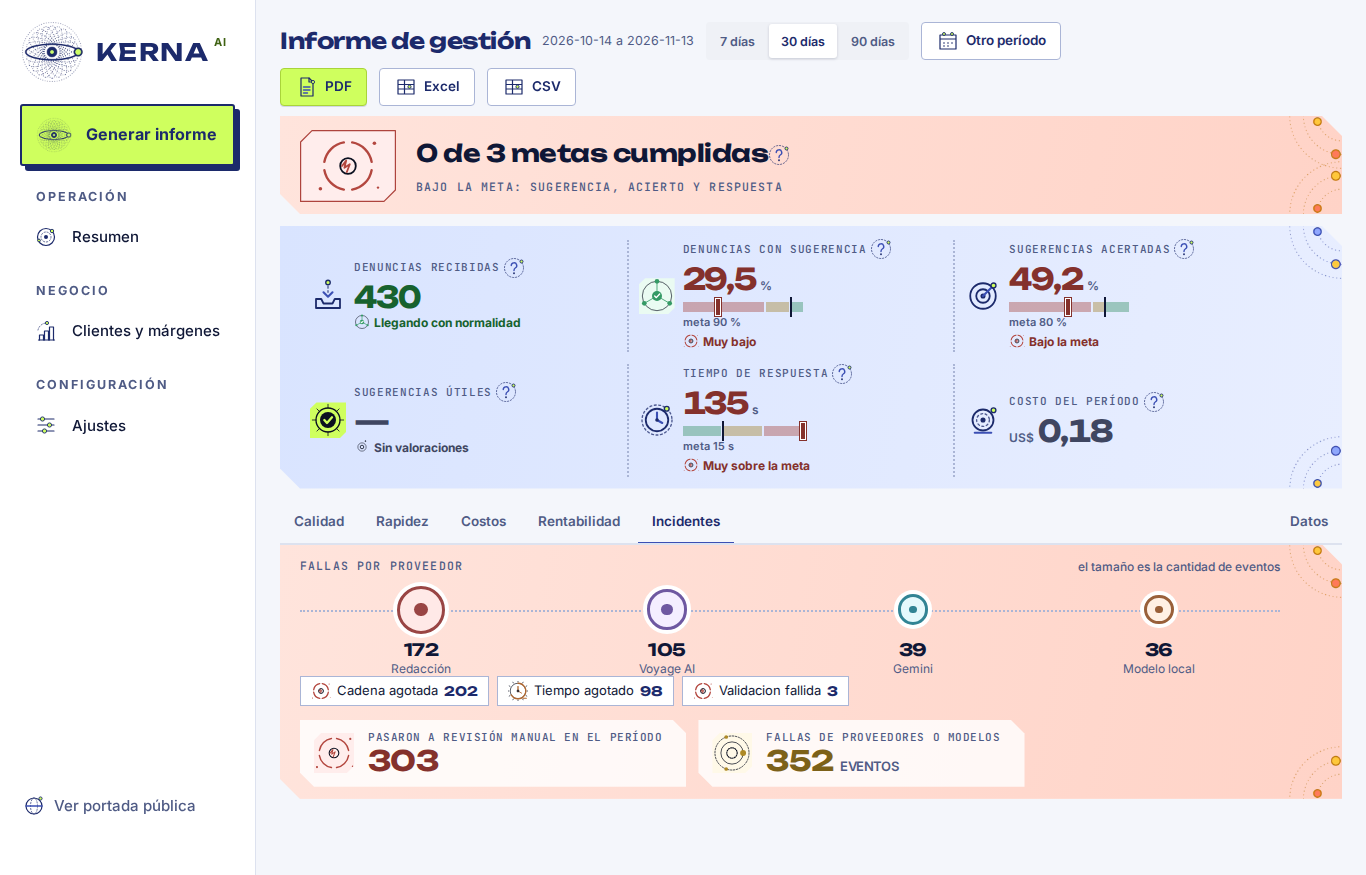 KERNA AI
Generar informe
OPERACIÓN
Resumen
NEGOCIO
Clientes y márgenes
CONFIGURACIÓN
Ajustes
Ver portada pública
Informe de gestión 2026-10-14 a 2026-11-13 7 días 30 días 90 días Otro período
PDF Excel CSV
0 de 3 metas cumplidas ?
BAJO LA META: SUGERENCIA, ACIERTO Y RESPUESTA
DENUNCIAS RECIBIDAS ?
430
Llegando con normalidad
DENUNCIAS CON SUGERENCIA ?
29,5 %
meta 90 %
Muy bajo
SUGERENCIAS ACERTADAS ?
49,2 %
meta 80 %
Bajo la meta
SUGERENCIAS ÚTILES ?
—
Sin valoraciones
TIEMPO DE RESPUESTA ?
135 s
meta 15 s
Muy sobre la meta
COSTO DEL PERÍODO ?
US$ 0,18
Calidad Rapidez Costos Rentabilidad Incidentes Datos
FALLAS POR PROVEEDOR el tamaño es la cantidad de eventos
172 105 39 36
Redacción Voyage AI Gemini Modelo local
Cadena agotada 202 Tiempo agotado 98 Validacion fallida 3
PASARON A REVISIÓN MANUAL EN EL PERÍODO
303
FALLAS DE PROVEEDORES O MODELOS
352 EVENTOS